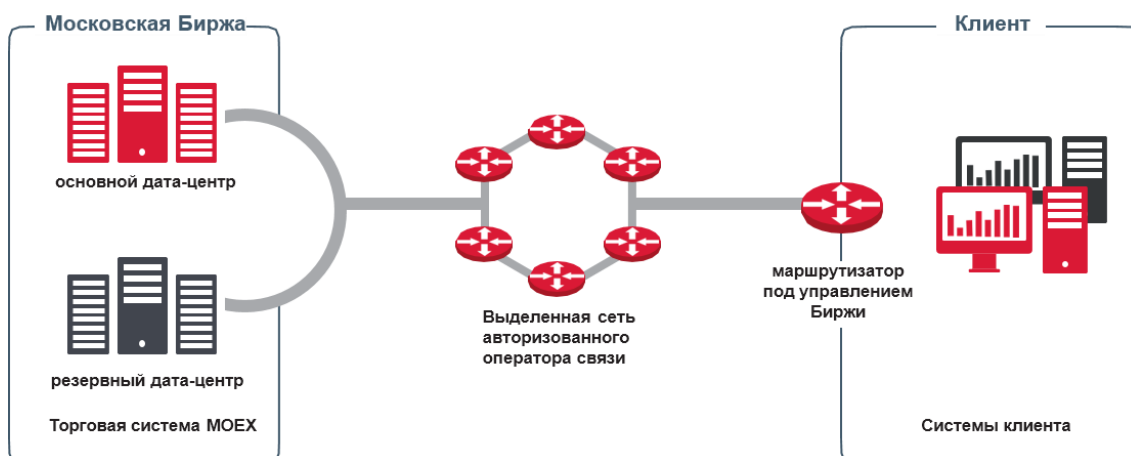 Московская Биржа
Клиент
основной дата-центр
маршрутизатор
под управлением
Биржи
Выделенная сеть
авторизованного
оператора связи
резервный дата-центр
Торговая система MOEX
Системы клиента